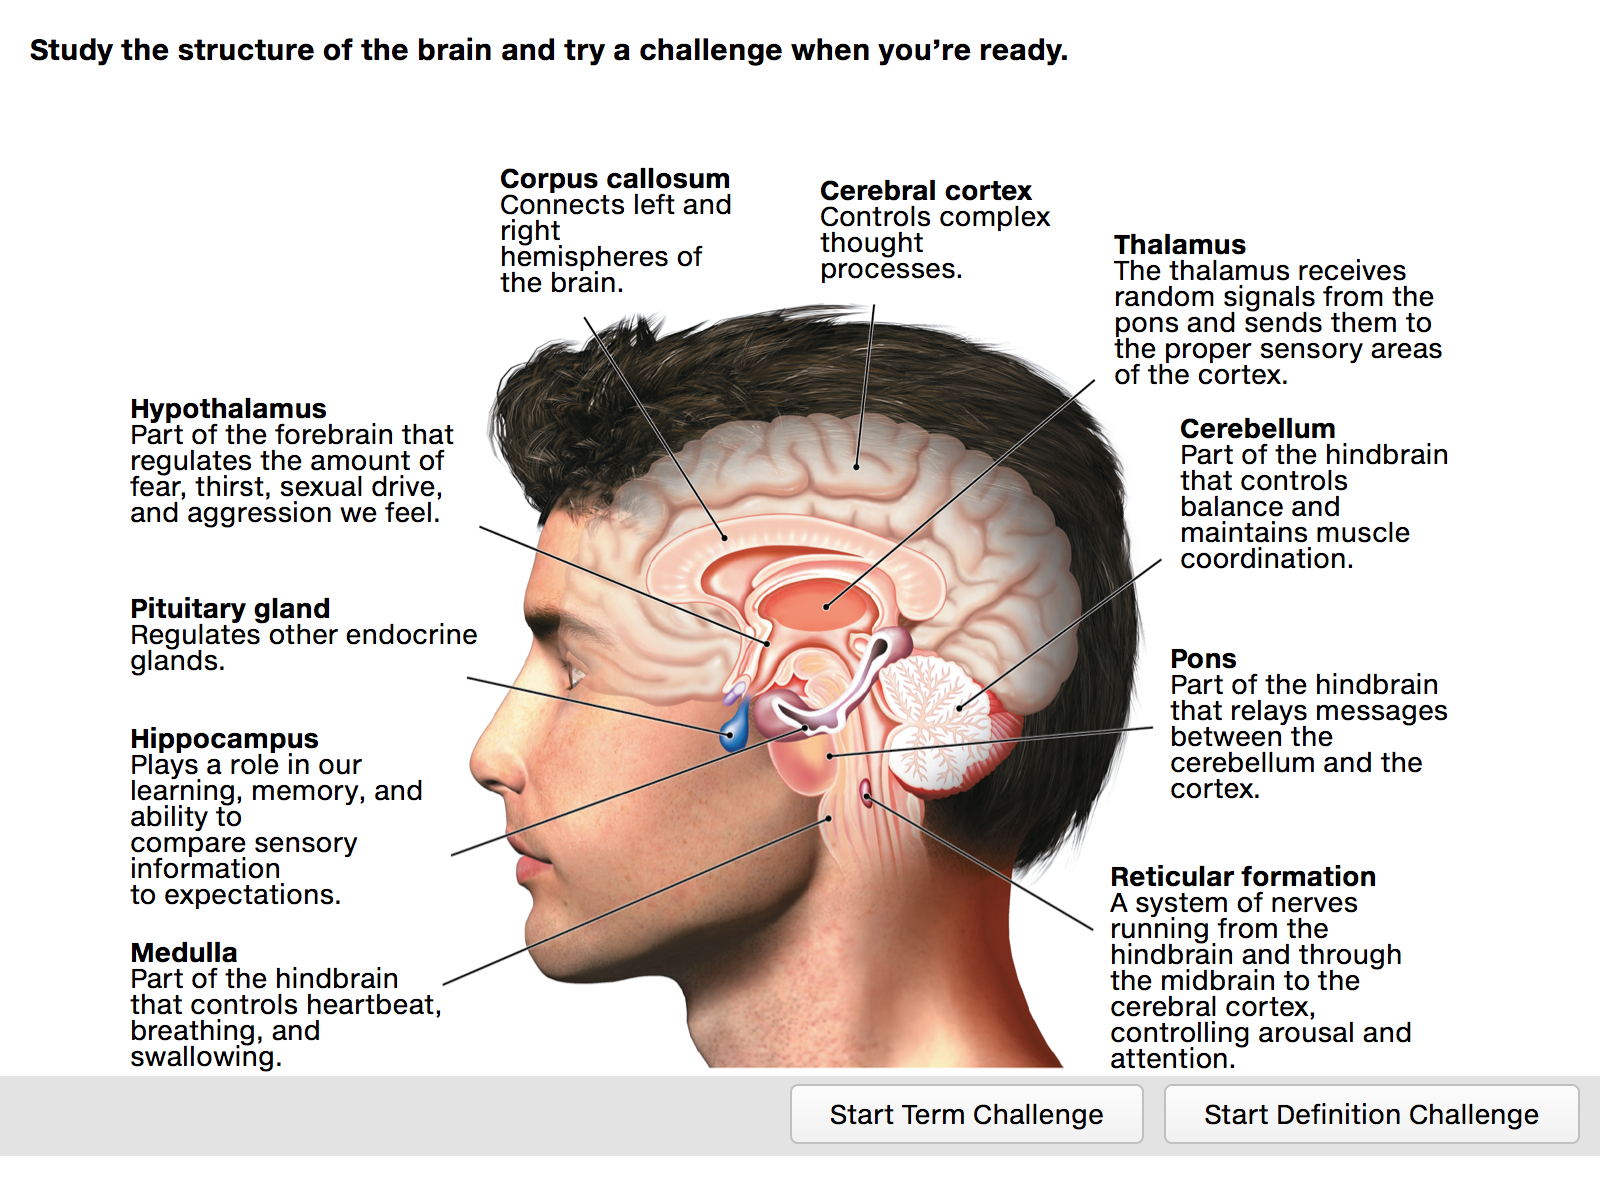 Study the structure of the brain and try a challenge when you’re ready.
Corpus callosum
Connects left and
right
hemispheres of
the brain.
Cerebral cortex
Controls complex
thought
processes.
Thalamus
The thalamus receives
random signals from the
pons and sends them to
the proper sensory areas
of the cortex.
Hypothalamus
Part of the forebrain that
regulates the amount of
fear, thirst, sexual drive,
and aggression we feel.
Cerebellum
Part of the hindbrain
that controls
balance and
maintains muscle
coordination.
Pituitary gland
Regulates other endocrine
glands.
Pons
Part of the hindbrain
that relays messages
between the
cerebellum and the
cortex.
Hippocampus
Plays a role in our
learning, memory, and
ability to
compare sensory
information
to expectations.
Reticular formation
A system of nerves
running from the
hindbrain and through
the midbrain to the
cerebral cortex,
controlling arousal and
attention.
Medulla
Part of the hindbrain
that controls heartbeat,
breathing, and
swallowing.
Start Term Challenge
Start Definition Challenge